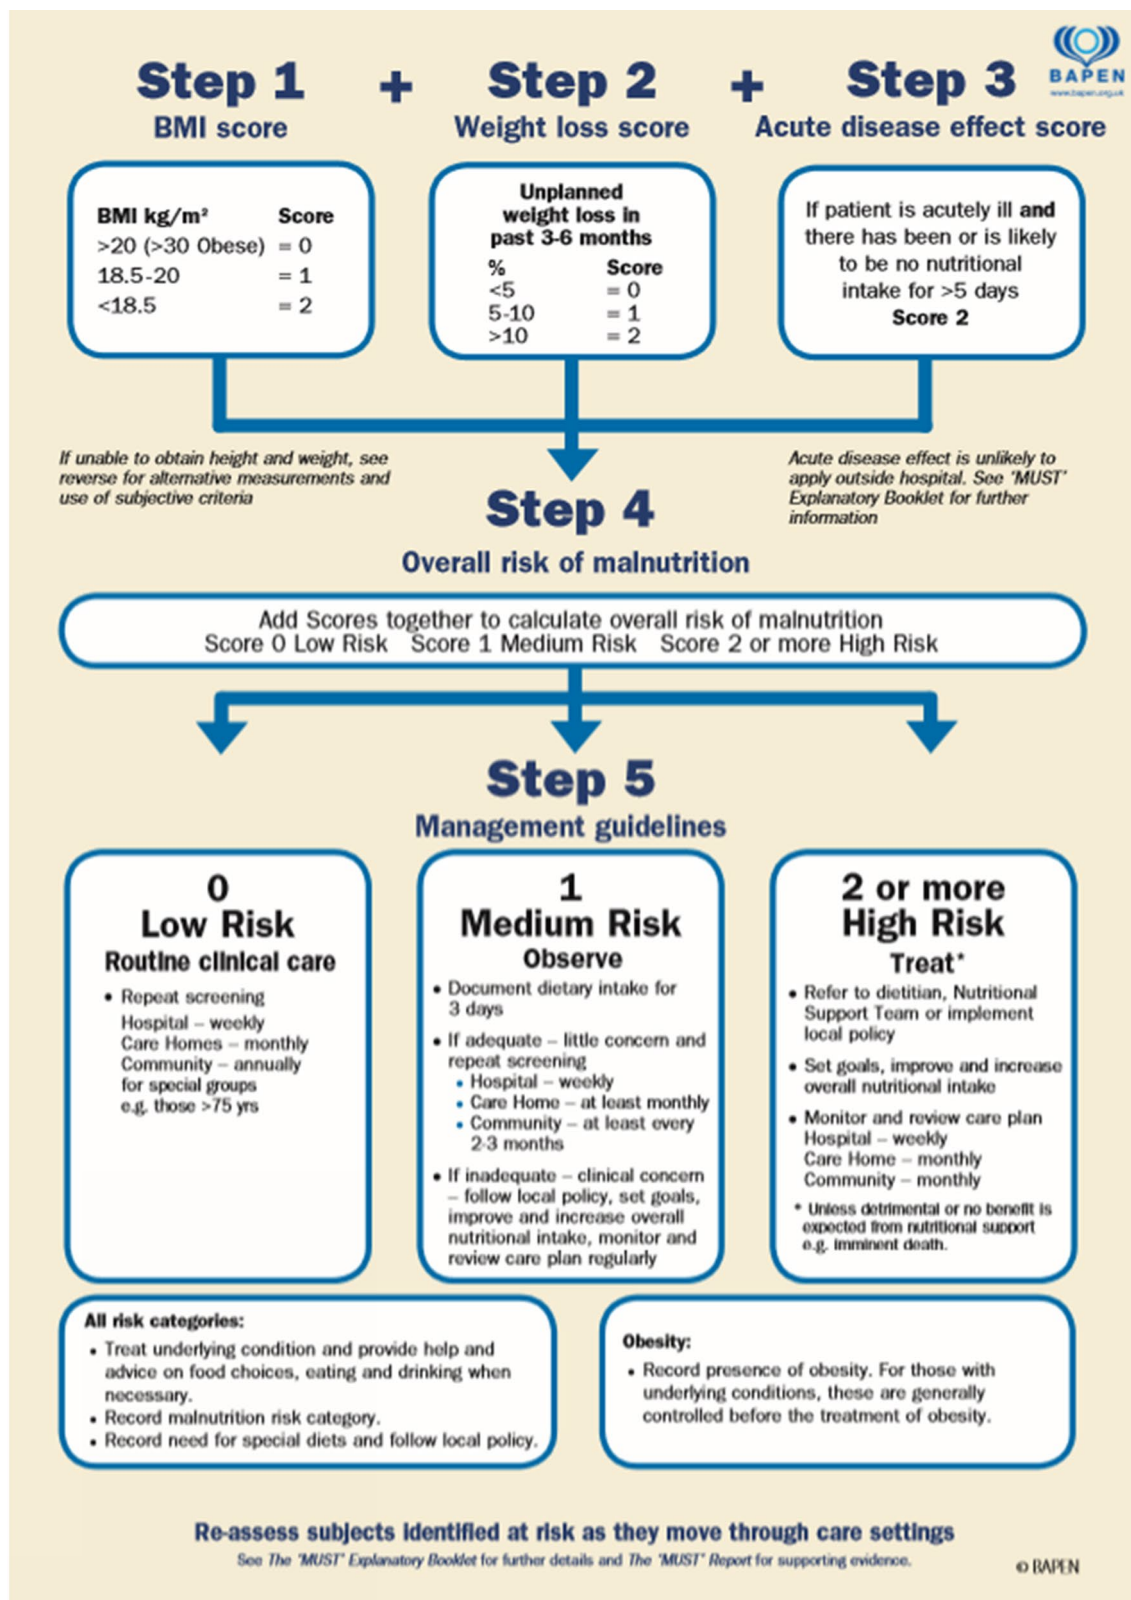 BAPEN
www.bapen.org.uk
Step 1 + Step 2 + Step 3
BMI score
Weight loss score
Acute disease effect score
BMI kg/m² Score
>20 (>30 Obese) = 0
18.5-20 = 1
<18.5 = 2
Unplanned
weight loss in
past 3-6 months
% Score
<5 = 0
5-10 = 1
>10 = 2
If patient is acutely ill and
there has been or is likely
to be no nutritional
intake for >5 days
Score 2
If unable to obtain height and weight, see
reverse for alternative measurements and
use of subjective criteria
Acute disease effect is unlikely to
apply outside hospital. See 'MUST'
Explanatory Booklet for further
information
Step 4
Overall risk of malnutrition
Add Scores together to calculate overall risk of malnutrition
Score 0 Low Risk Score 1 Medium Risk Score 2 or more High Risk
Step 5
Management guidelines
0
Low Risk
Routine clinical care
• Repeat screening
Hospital – weekly
Care Homes – monthly
Community – annually
for special groups
e.g. those >75 yrs
1
Medium Risk
Observe
• Document dietary intake for
3 days
• If adequate – little concern and
repeat screening
• Hospital – weekly
• Care Home – at least monthly
• Community – at least every
2-3 months
• If inadequate – clinical concern
– follow local policy, set goals,
improve and increase overall
nutritional intake, monitor and
review care plan regularly
2 or more
High Risk
Treat*
• Refer to dietitian, Nutritional
Support Team or implement
local policy
• Set goals, improve and increase
overall nutritional intake
• Monitor and review care plan
Hospital – weekly
Care Home – monthly
Community – monthly
* Unless detrimental or no benefit is
expected from nutritional support
e.g. imminent death.
All risk categories:
• Treat underlying condition and provide help and
advice on food choices, eating and drinking when
necessary.
• Record malnutrition risk category.
• Record need for special diets and follow local policy.
Obesity:
• Record presence of obesity. For those with
underlying conditions, these are generally
controlled before the treatment of obesity.
Re-assess subjects identified at risk as they move through care settings
See The 'MUST' Explanatory Booklet for further details and The 'MUST' Report for supporting evidence.
© BAPEN